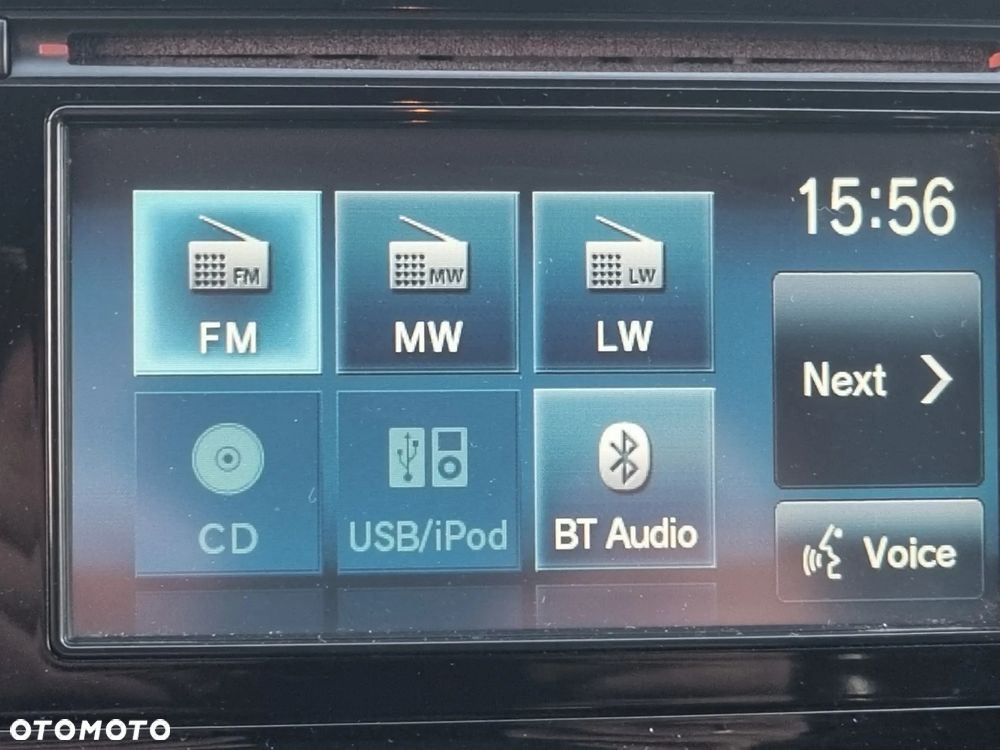 15:56
FM MW LW
FM MW LW
Next
CD USB/iPod BT Audio
Voice
OTOMOTO